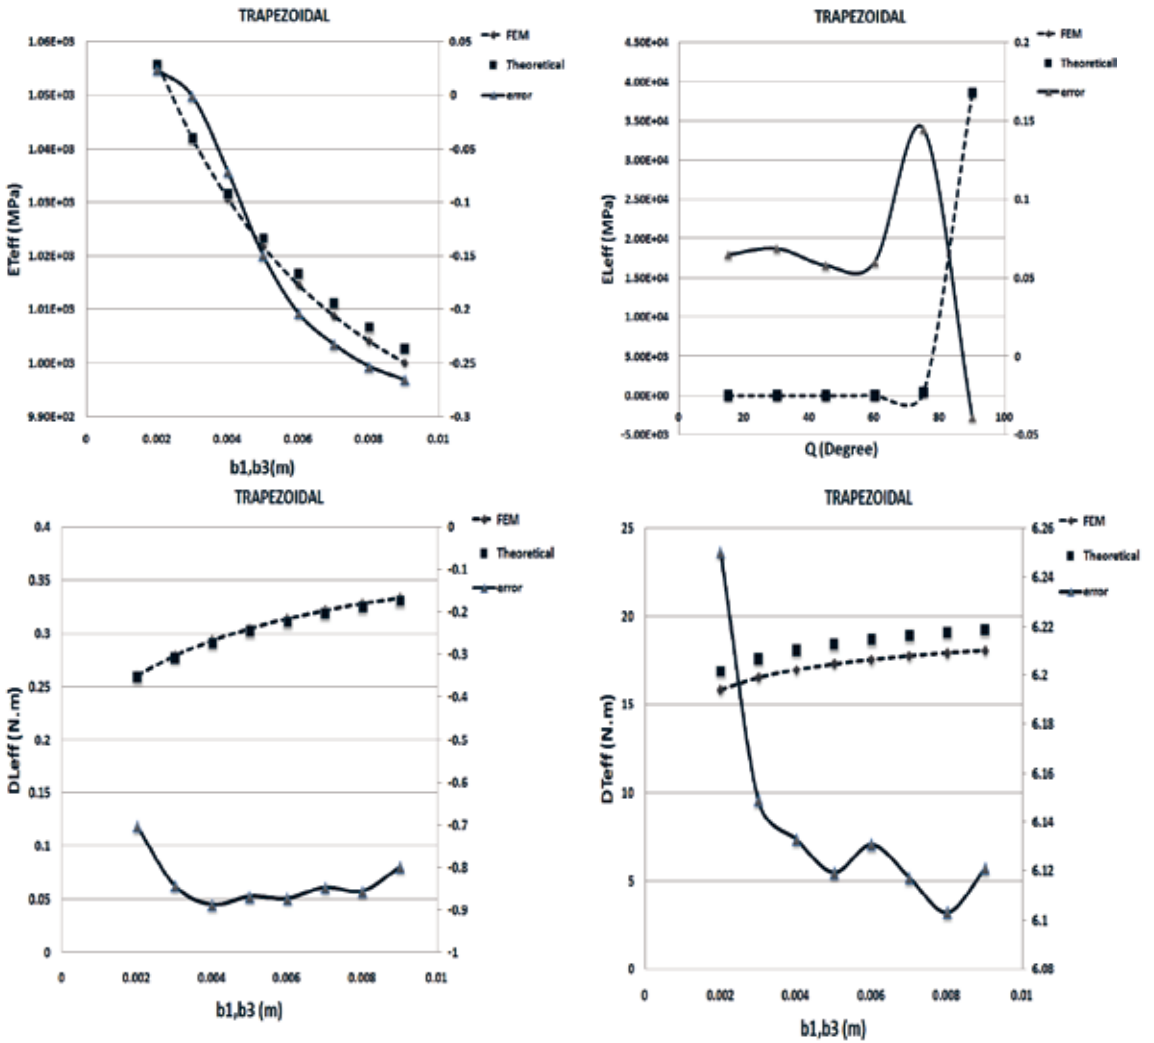 TRAPEZOIDAL
FEM
Theoretical
error
1.06E+03
1.05E+03
1.04E+03
1.03E+03
1.02E+03
1.01E+03
1.00E+03
9.90E+02
0.05
0
-0.05
-0.1
-0.15
-0.2
-0.25
-0.3
ETeff (MPa)
0 0.002 0.004 0.006 0.008 0.01
b1,b3(m)
TRAPEZOIDAL
FEM
Theoreticall
error
4.50E+04
4.00E+04
3.50E+04
3.00E+04
2.50E+04
2.00E+04
1.50E+04
1.00E+04
5.00E+03
0.00E+00
-5.00E+03
0.2
0.15
0.1
0.05
0
-0.05
ELeff (MPa)
0 20 40 60 80 100
Q (Degree)
TRAPEZOIDAL
FEM
Theoretical
error
0.4
0.35
0.3
0.25
0.2
0.15
0.1
0.05
0
0
-0.1
-0.2
-0.3
-0.4
-0.5
-0.6
-0.7
-0.8
-0.9
-1
DLeff (N.m)
0 0.002 0.004 0.006 0.008 0.01
b1,b3 (m)
TRAPEZOIDAL
FEM
Theoretical
error
25
20
15
10
5
0
6.26
6.24
6.22
6.2
6.18
6.16
6.14
6.12
6.1
6.08
DTeff (N.m)
0 0.002 0.004 0.006 0.008 0.01
b1,b3 (m)